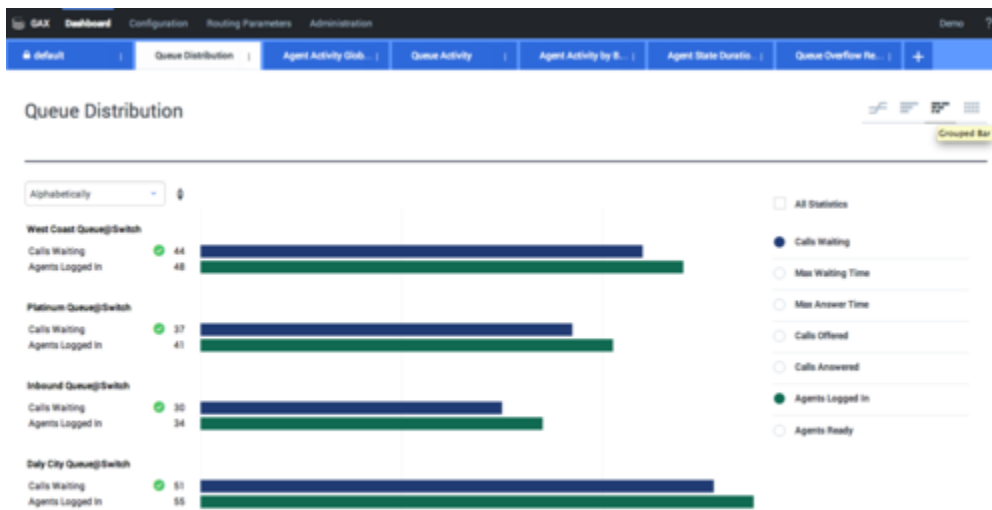 GAX Dashboard Configuration Routing Parameters Administration Demo ?
default Queue Distribution Agent Activity Glob... Queue Activity Agent Activity by B... Agent State Duratio... Queue Overflow Re... +
Queue Distribution
Grouped Bar
Alphabetically
All Statistics
West Coast Queue@Switch
Calls Waiting 44
Agents Logged In 48
Calls Waiting
Max Waiting Time
Max Answer Time
Calls Offered
Calls Answered
Agents Logged In
Agents Ready
Platinum Queue@Switch
Calls Waiting 37
Agents Logged In 41
Inbound Queue@Switch
Calls Waiting 30
Agents Logged In 34
Daly City Queue@Switch
Calls Waiting 51
Agents Logged In 55